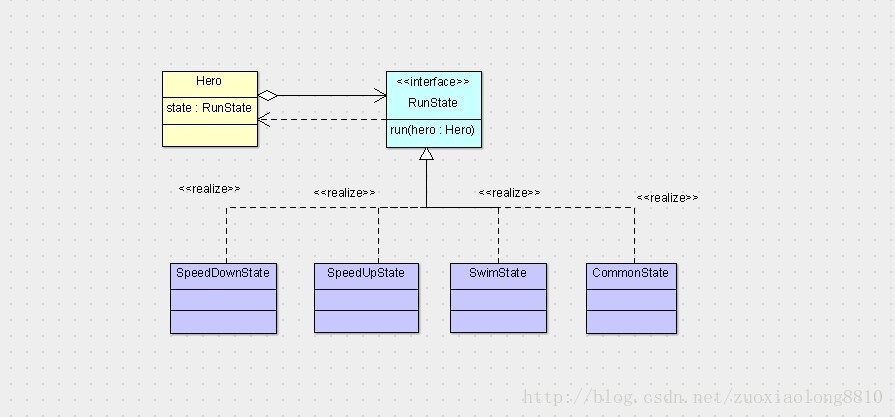 Hero
state : RunState
<<interface>>
RunState
run(hero : Hero)
<<realize>>
<<realize>>
<<realize>>
<<realize>>
SpeedDownState
SpeedUpState
SwimState
CommonState
http://blog.csdn.net/zuoxiaolong8810